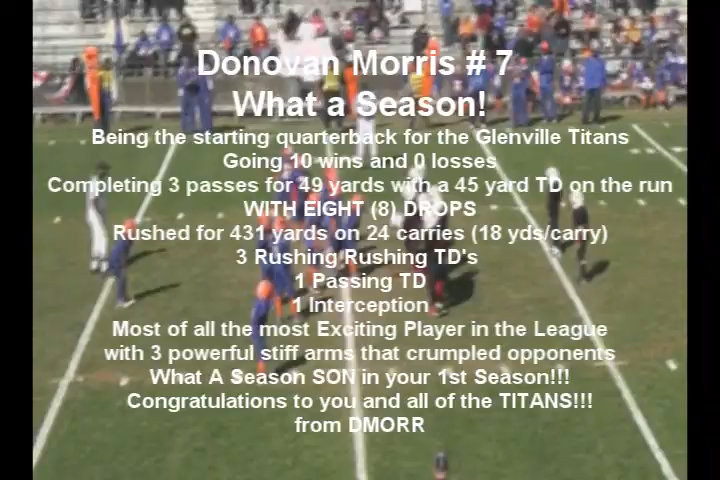 Donovan Morris # 7
What a Season!
Being the starting quarterback for the Glenville Titans
Going 10 wins and 0 losses
Completing 3 passes for 49 yards with a 45 yard TD on the run
WITH EIGHT (8) DROPS
Rushed for 431 yards on 24 carries (18 yds/carry)
3 Rushing Rushing TD's
1 Passing TD
1 Interception
Most of all the most Exciting Player in the League
with 3 powerful stiff arms that crumpled opponents
What A Season SON in your 1st Season!!!
Congratulations to you and all of the TITANS!!!
from DMORR